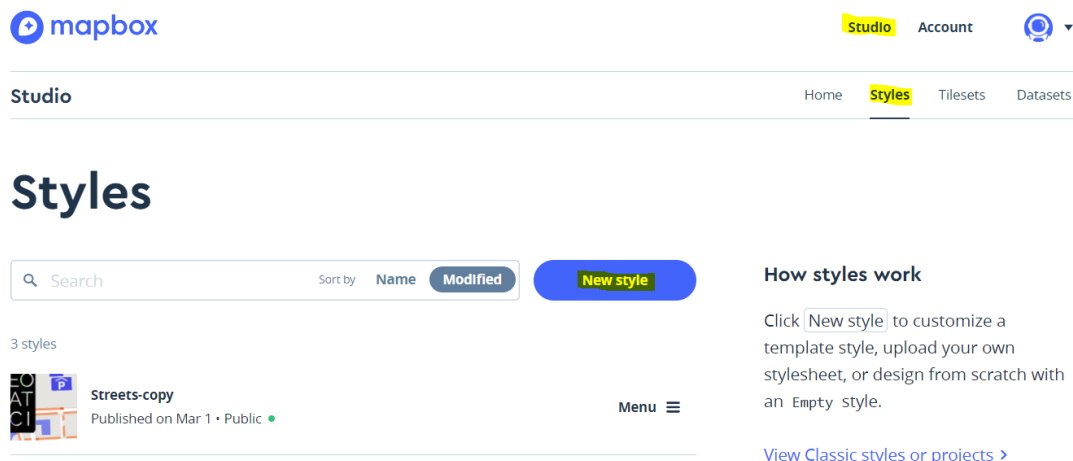 mapbox
Studio Account
Studio
Home Styles Tilesets Datasets
Styles
Search Sort by Name Modified
New style
3 styles
P
Streets-copy
Published on Mar 1 • Public
Menu
How styles work
Click New style to customize a
template style, upload your own
stylesheet, or design from scratch with
an Empty style.
View Classic styles or projects >